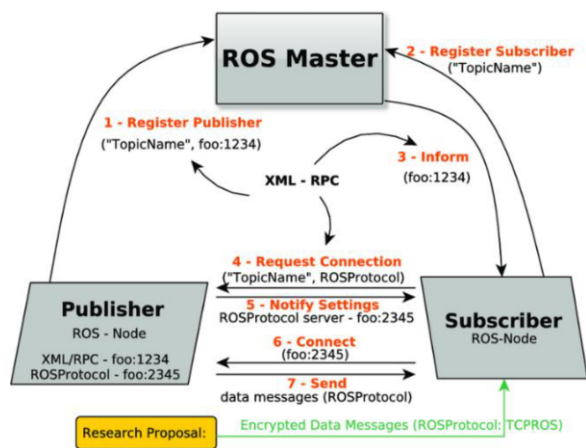 ROS Master
2 - Register Subscriber
("TopicName")
1 - Register Publisher
("TopicName", foo:1234)
3 - Inform
(foo:1234)
XML - RPC
4 - Request Connection
("TopicName", ROSProtocol)
5 - Notify Settings
ROSProtocol server - foo:2345
6 - Connect
(foo:2345)
7 - Send
data messages (ROSProtocol)
Publisher
ROS - Node
XML/RPC - foo:1234
ROSProtocol - foo:2345
Subscriber
ROS-Node
Research Proposal:
Encrypted Data Messages (ROSProtocol: TCPROS)